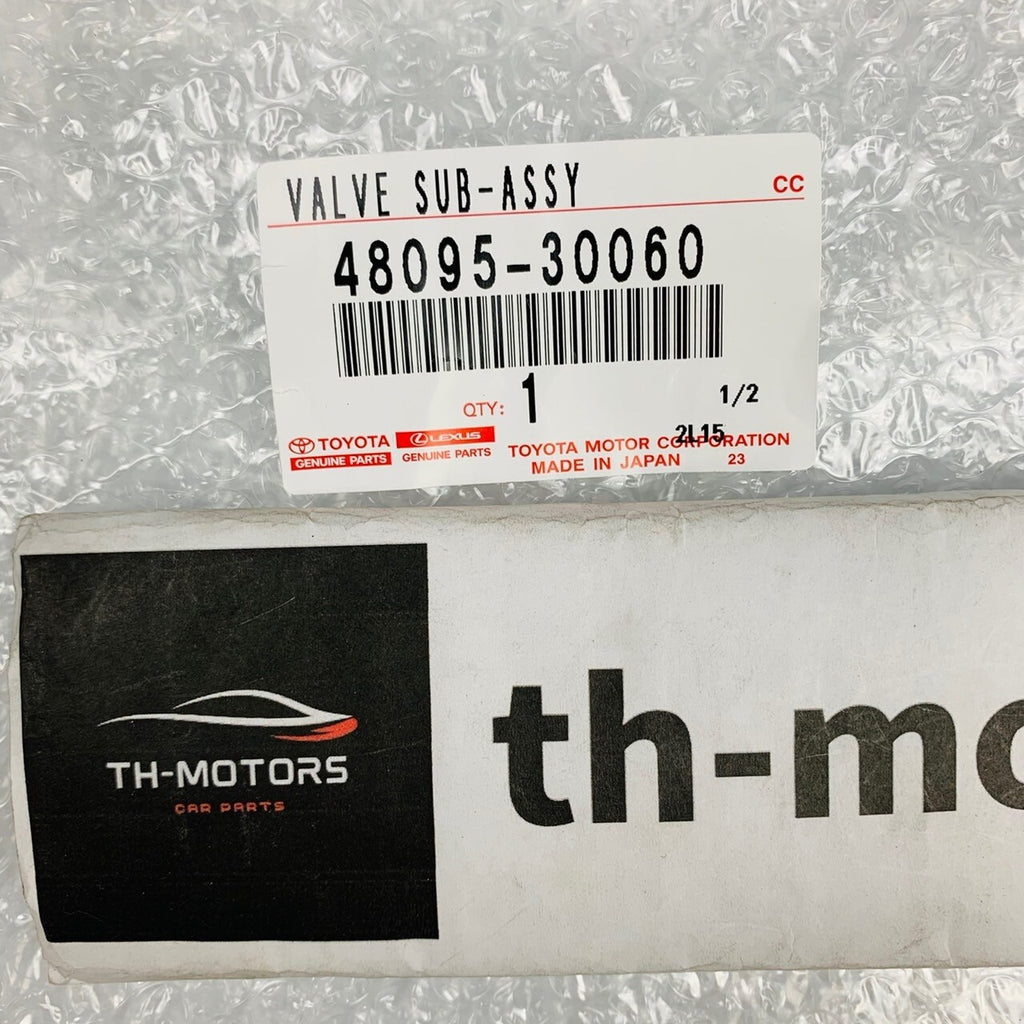 VALVE SUB-ASSY CC
48095-30060
QTY: 1 1/2
2L15
TOYOTA LEXUS TOYOTA MOTOR CORPORATION
GENUINE PARTS GENUINE PARTS MADE IN JAPAN 23
th-mo
TH-MOTORS
CAR PARTS